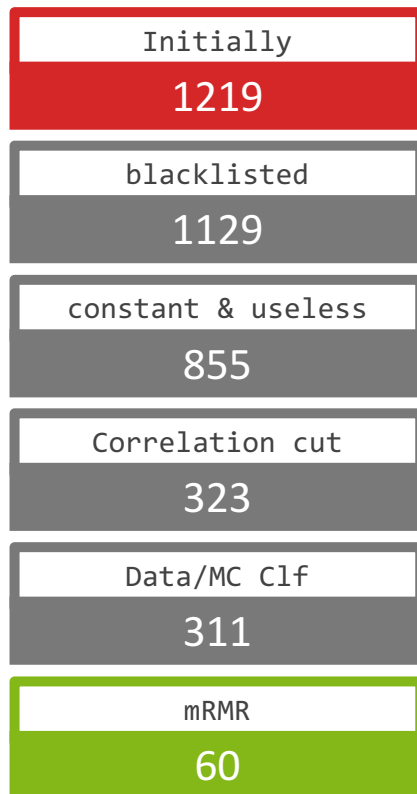 Initially
1219
blacklisted
1129
constant & useless
855
Correlation cut
323
Data/MC Clf
311
mRMR
60